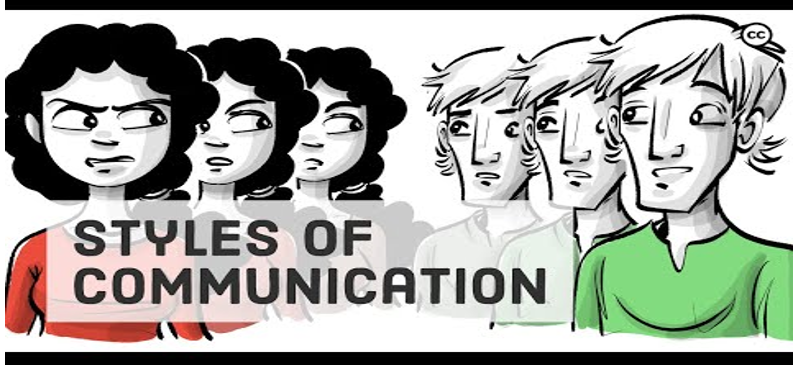 cc
STYLES OF
COMMUNICATION